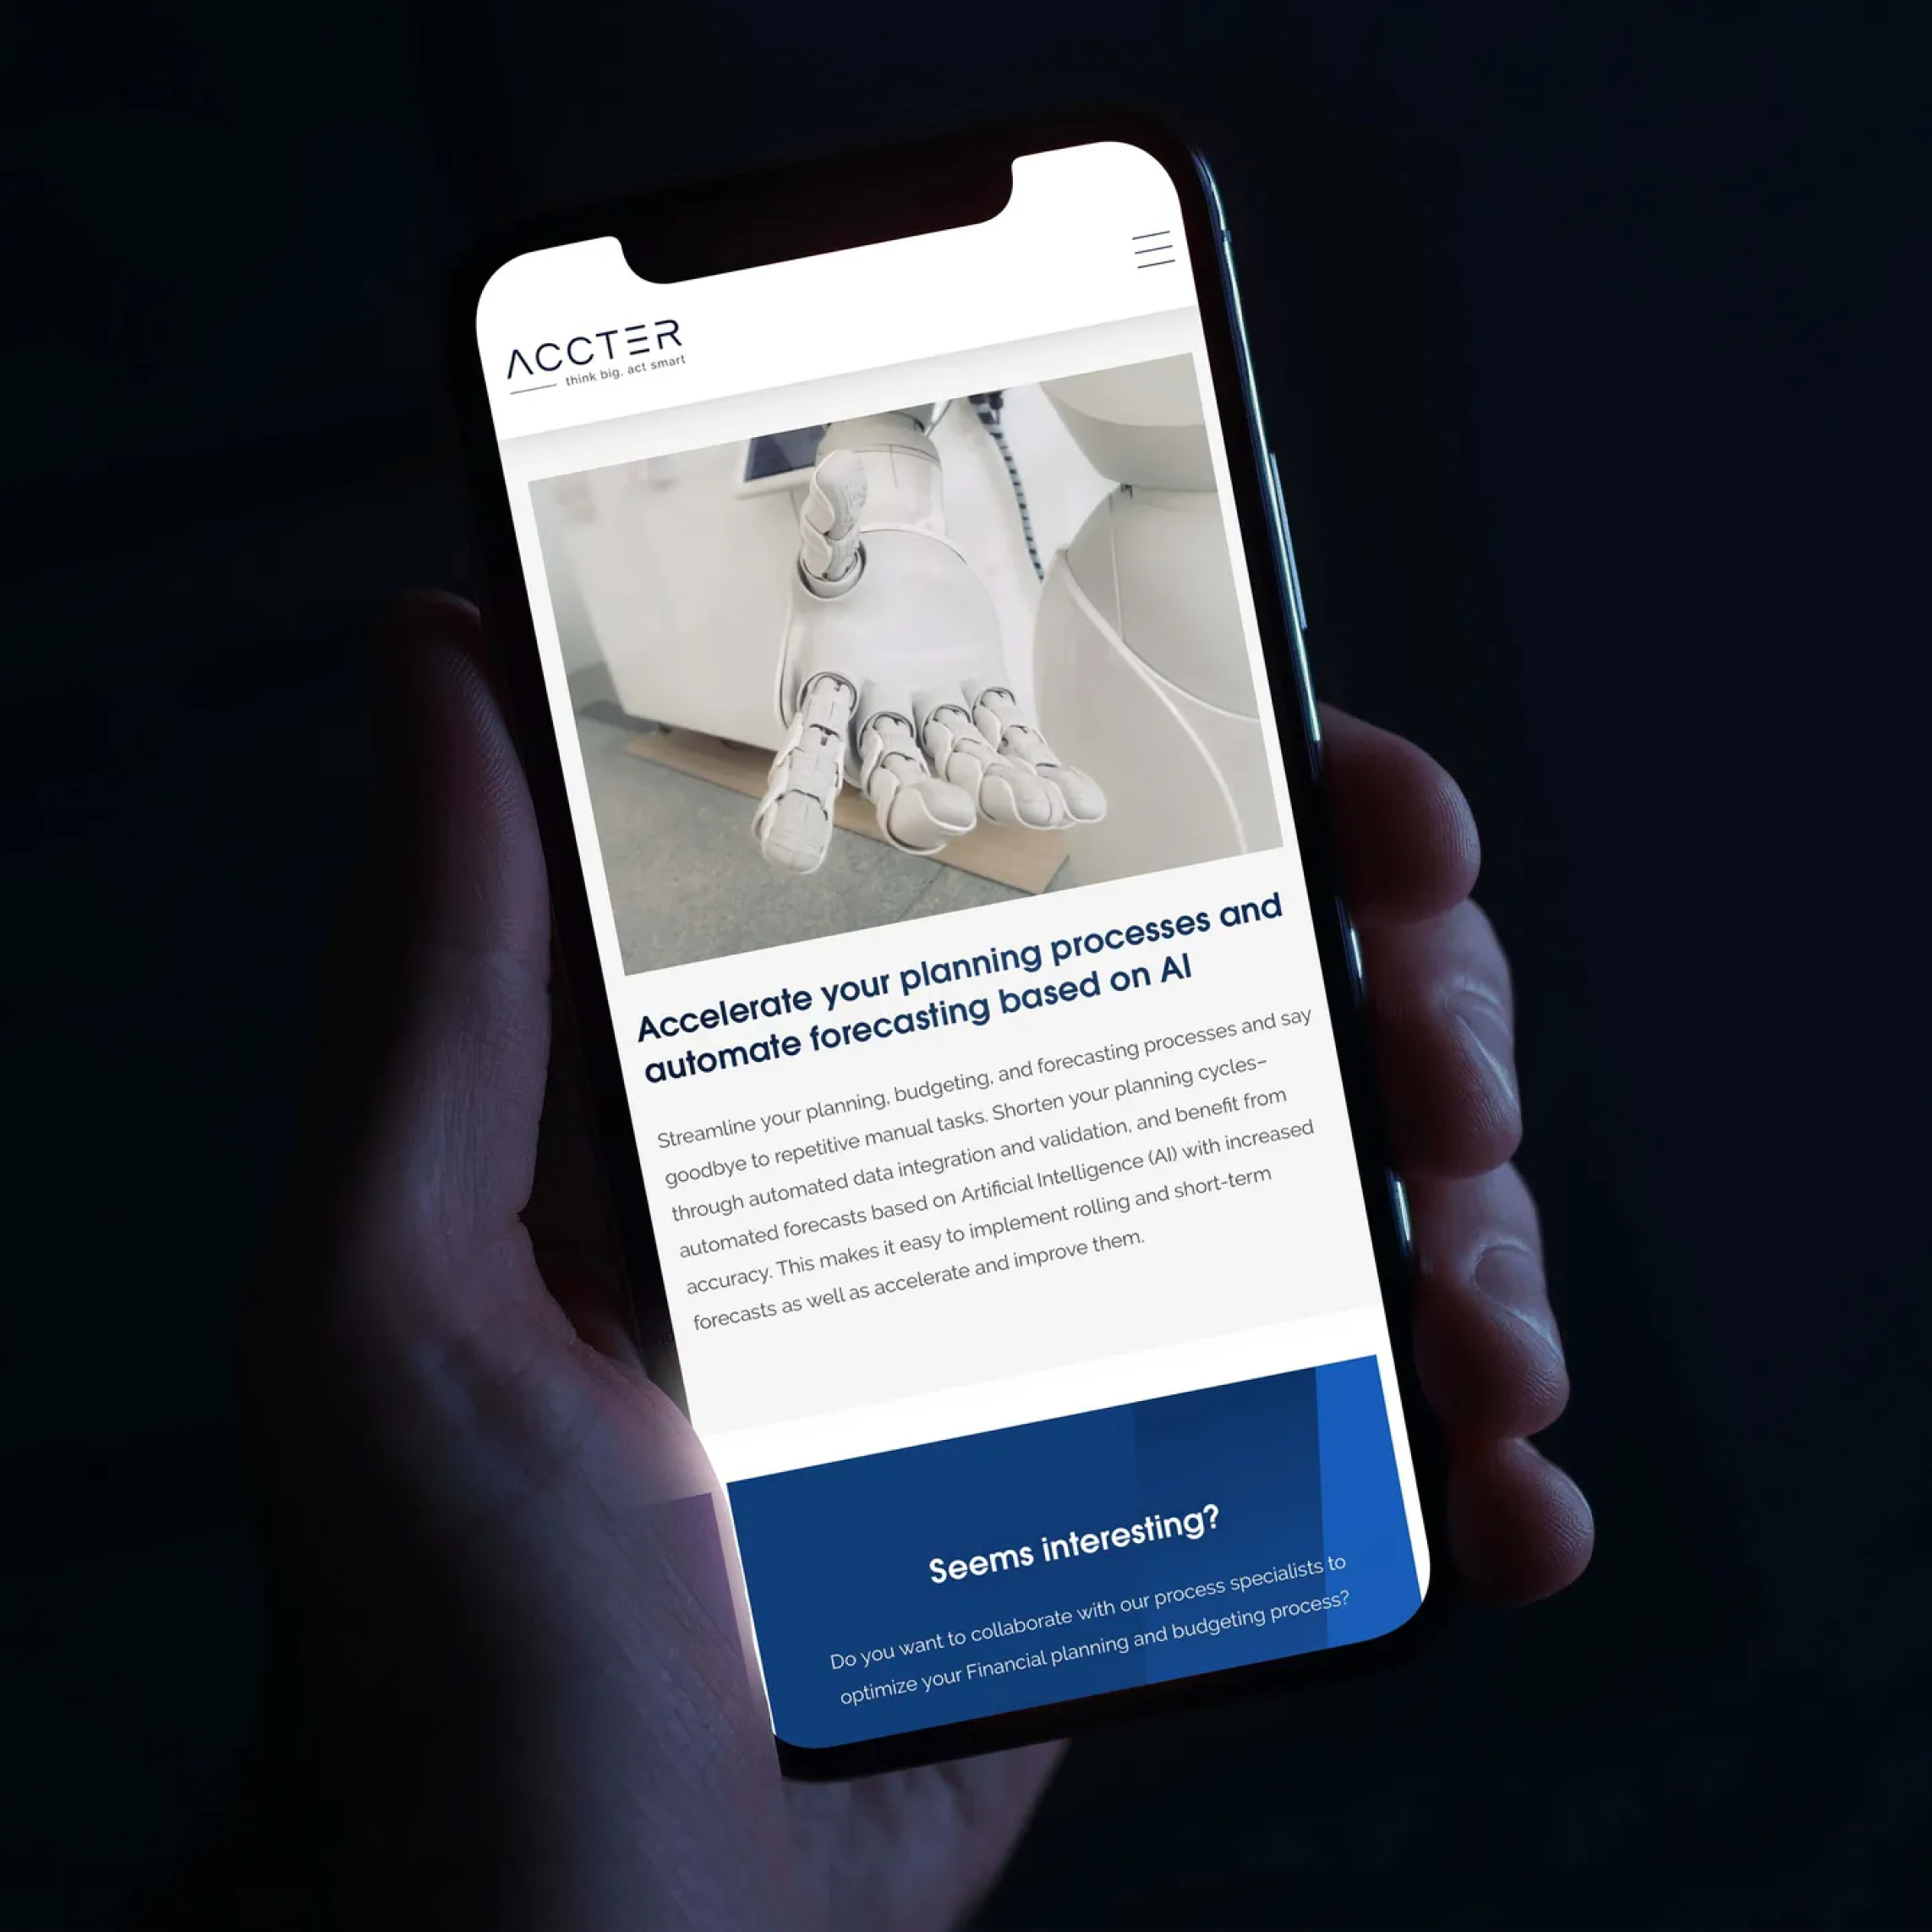 ACCTER
think big. act smart
Accelerate your planning processes and
automate forecasting based on AI
Streamline your planning, budgeting, and forecasting processes and say
goodbye to repetitive manual tasks. Shorten your planning cycles–
through automated data integration and validation, and benefit from
automated forecasts based on Artificial Intelligence (AI) with increased
accuracy. This makes it easy to implement rolling and short-term
forecasts as well as accelerate and improve them.
Seems interesting?
Do you want to collaborate with our process specialists to
optimize your Financial planning and budgeting process?